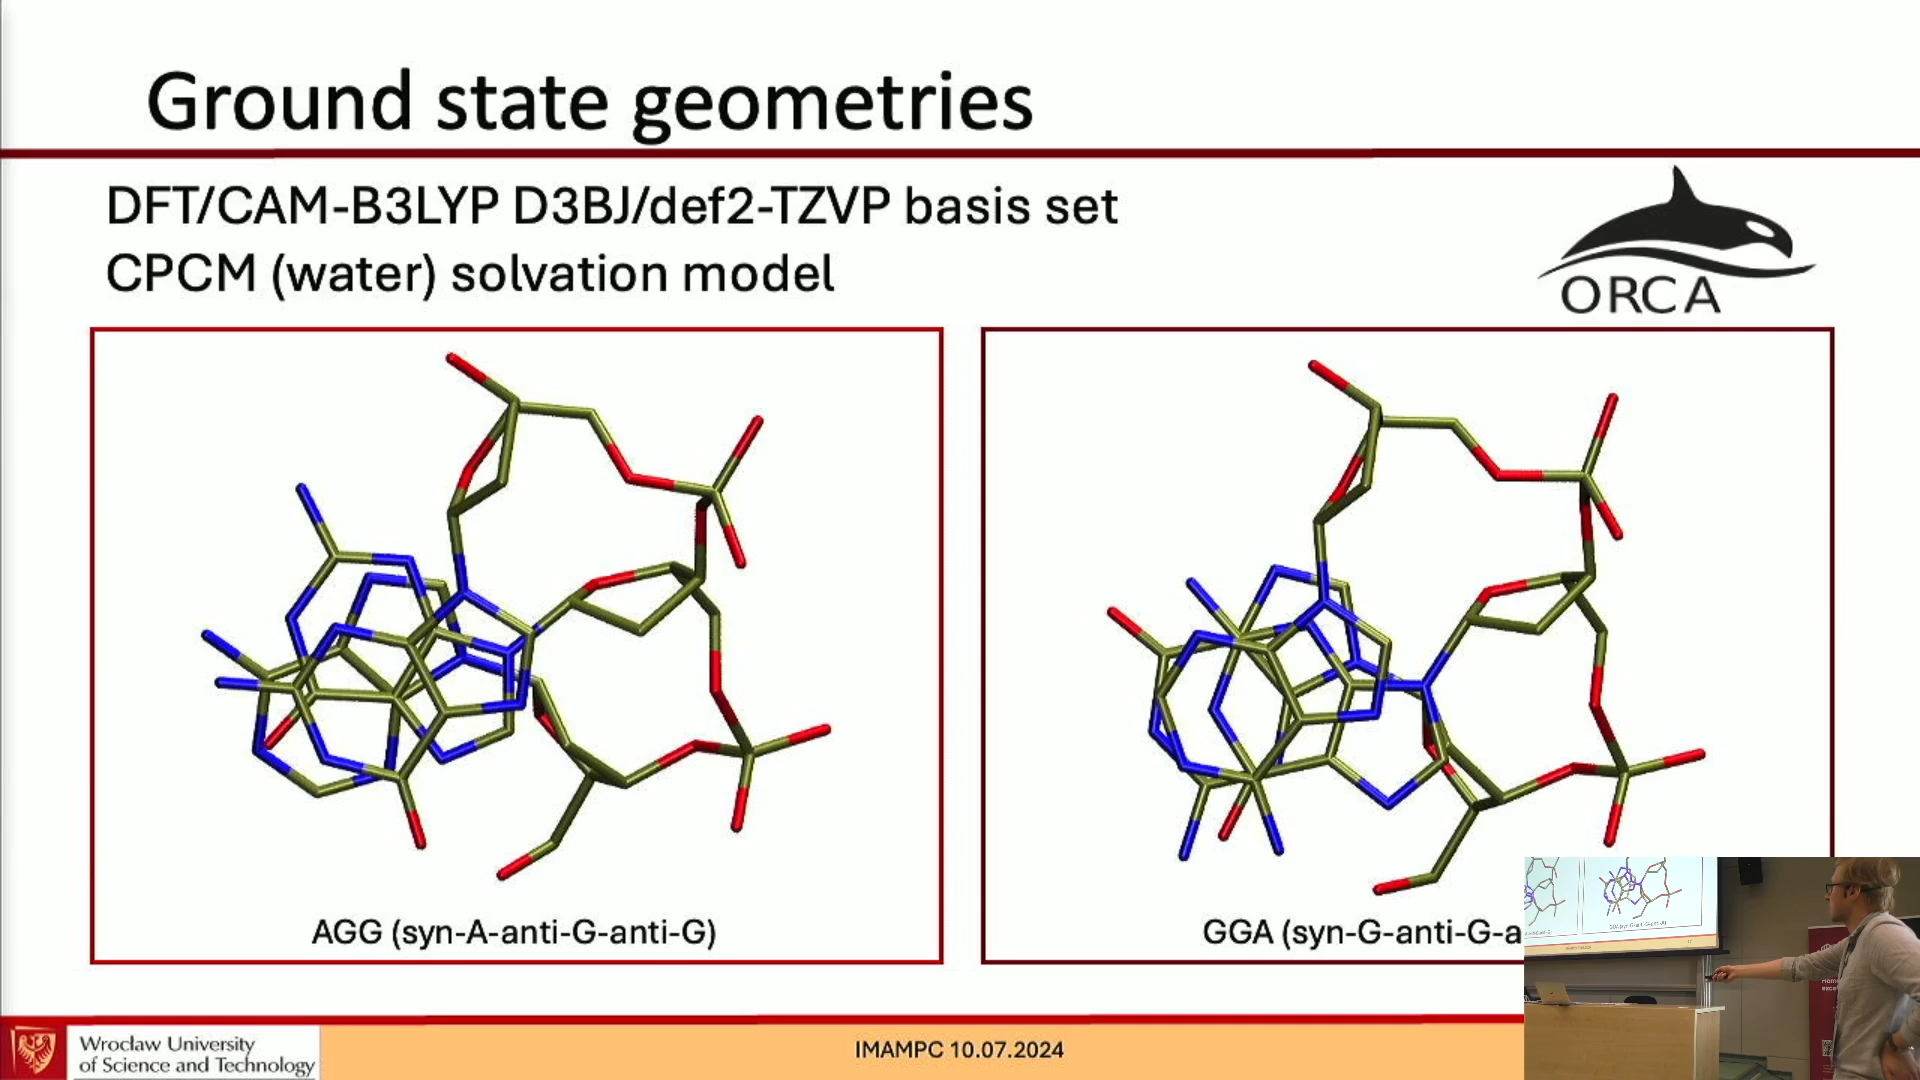 Ground state geometries
DFT/CAM-B3LYP D3BJ/def2-TZVP basis set
CPCM (water) solvation model
ORCA
AGG (syn-A-anti-G-anti-G)
GGA (syn-G-anti-G-a
Wrocław University
of Science and Technology
IMAMPC 10.07.2024